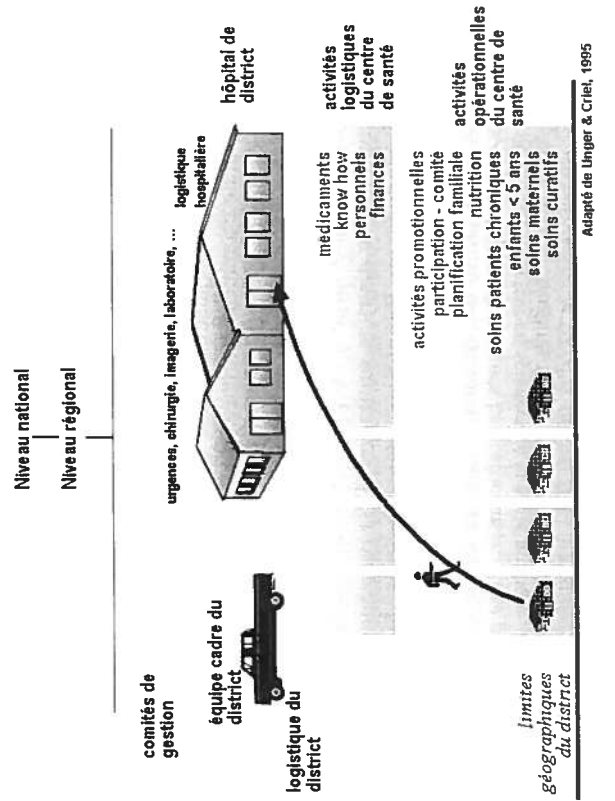 Niveau national
Niveau régional
comités de
gestion
urgences, chirurgie, imagerie, laboratoire, ...
logistique
hospitalière
hôpital de
district
équipe cadre du
district
logistique du
district
médicaments
know how
personnels
finances
activités
logistiques
du centre
de santé
activités promotionnelles
participation - comité
planification familiale
nutrition
soins patients chroniques
enfants < 5 ans
soins maternels
soins curatifs
activités
opérationnelles
du centre de
santé
limites
géographiques
du district
Adapté de Unger & Criel, 1995